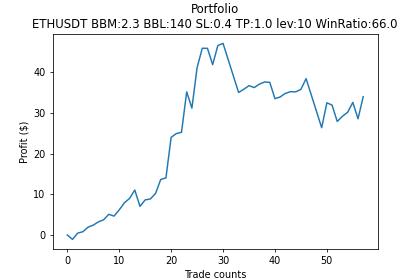 Portfolio
ETHUSDT BBM:2.3 BBL:140 SL:0.4 TP:1.0 lev:10 WinRatio:66.0
Profit ($)
40
30
20
10
0
0 10 20 30 40 50
Trade counts